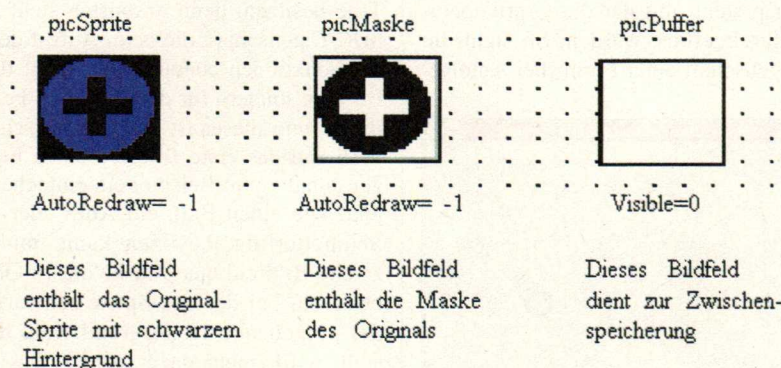 picSprite
picMaske
picPuffer
AutoRedraw= -1
AutoRedraw= -1
Visible=0
Dieses Bildfeld
enthält das Original-
Sprite mit schwarzem
Hintergrund
Dieses Bildfeld
enthält die Maske
des Originals
Dieses Bildfeld
dient zur Zwischen-
speicherung